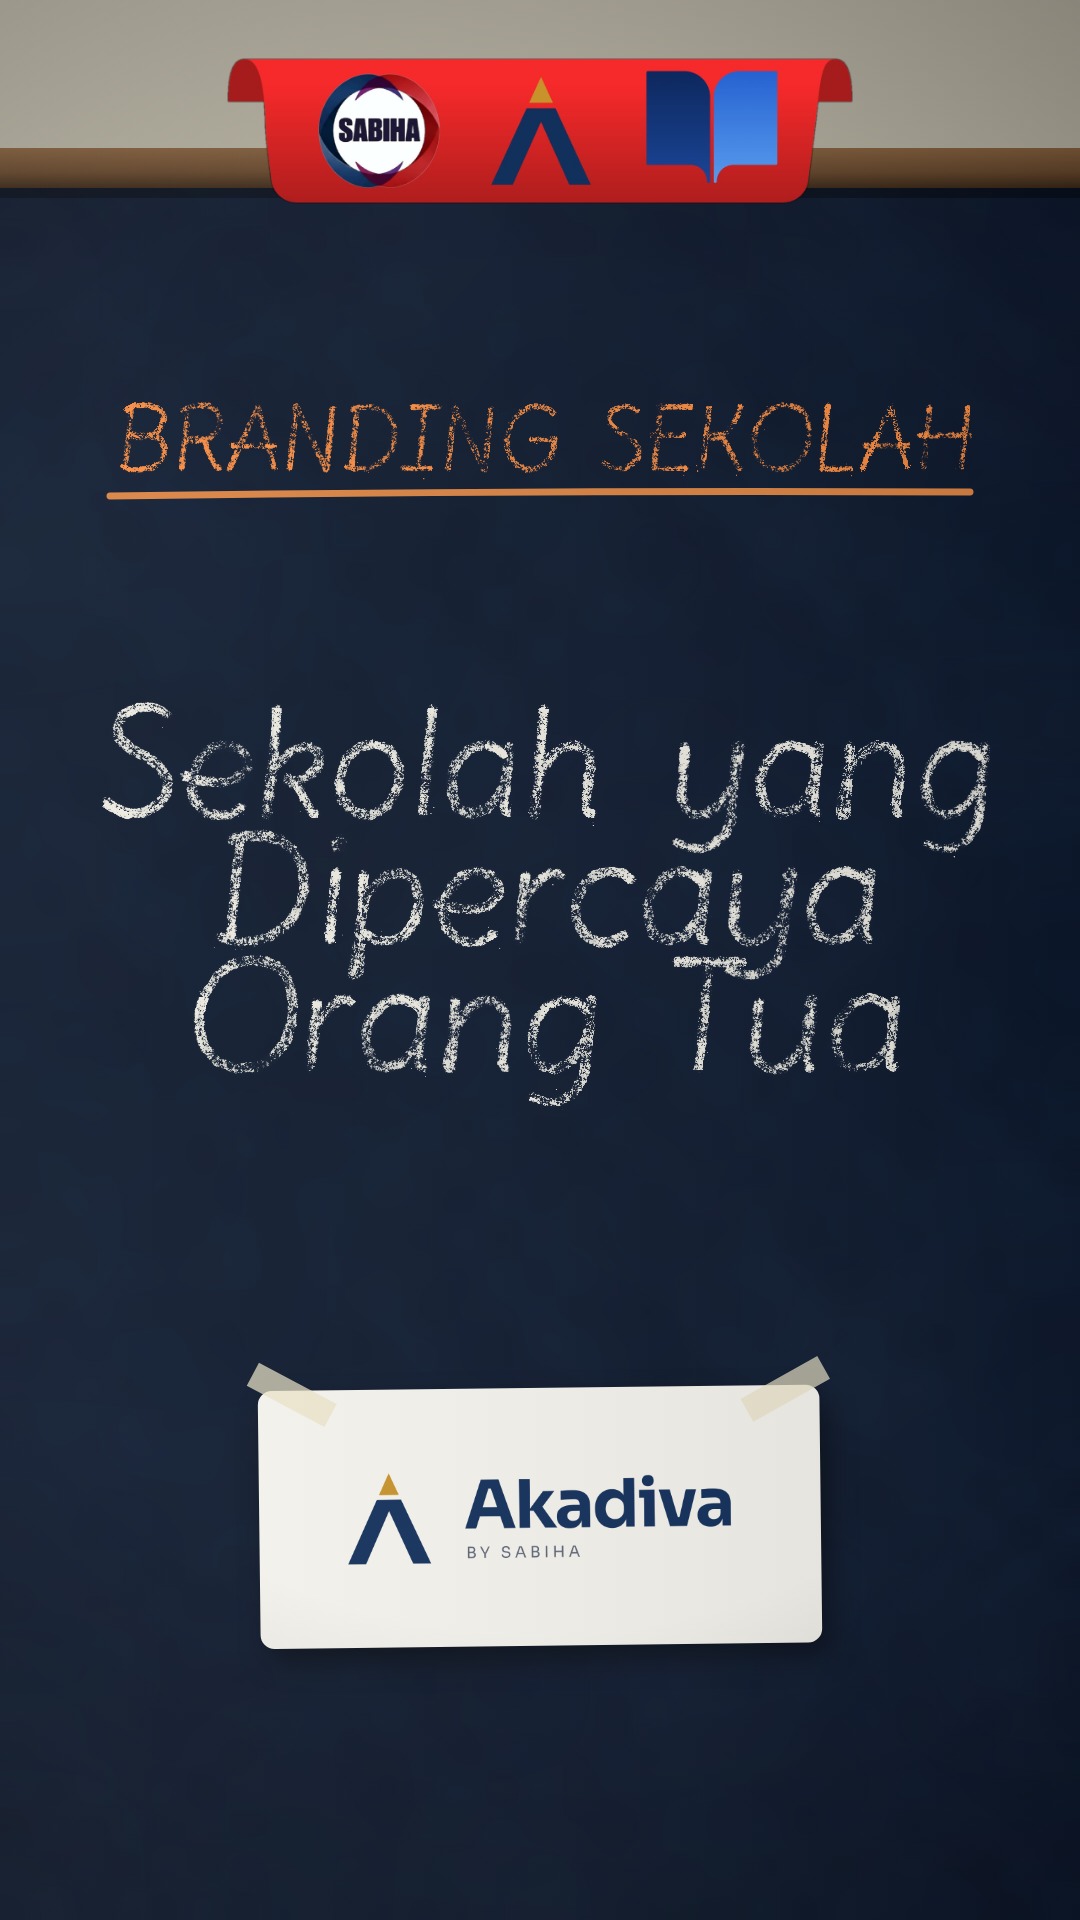 SABIHA
BRANDING SEKOLAH
Sekolah yang
Dipercaya
Orang Tua
Akadiva
BY SABIHA